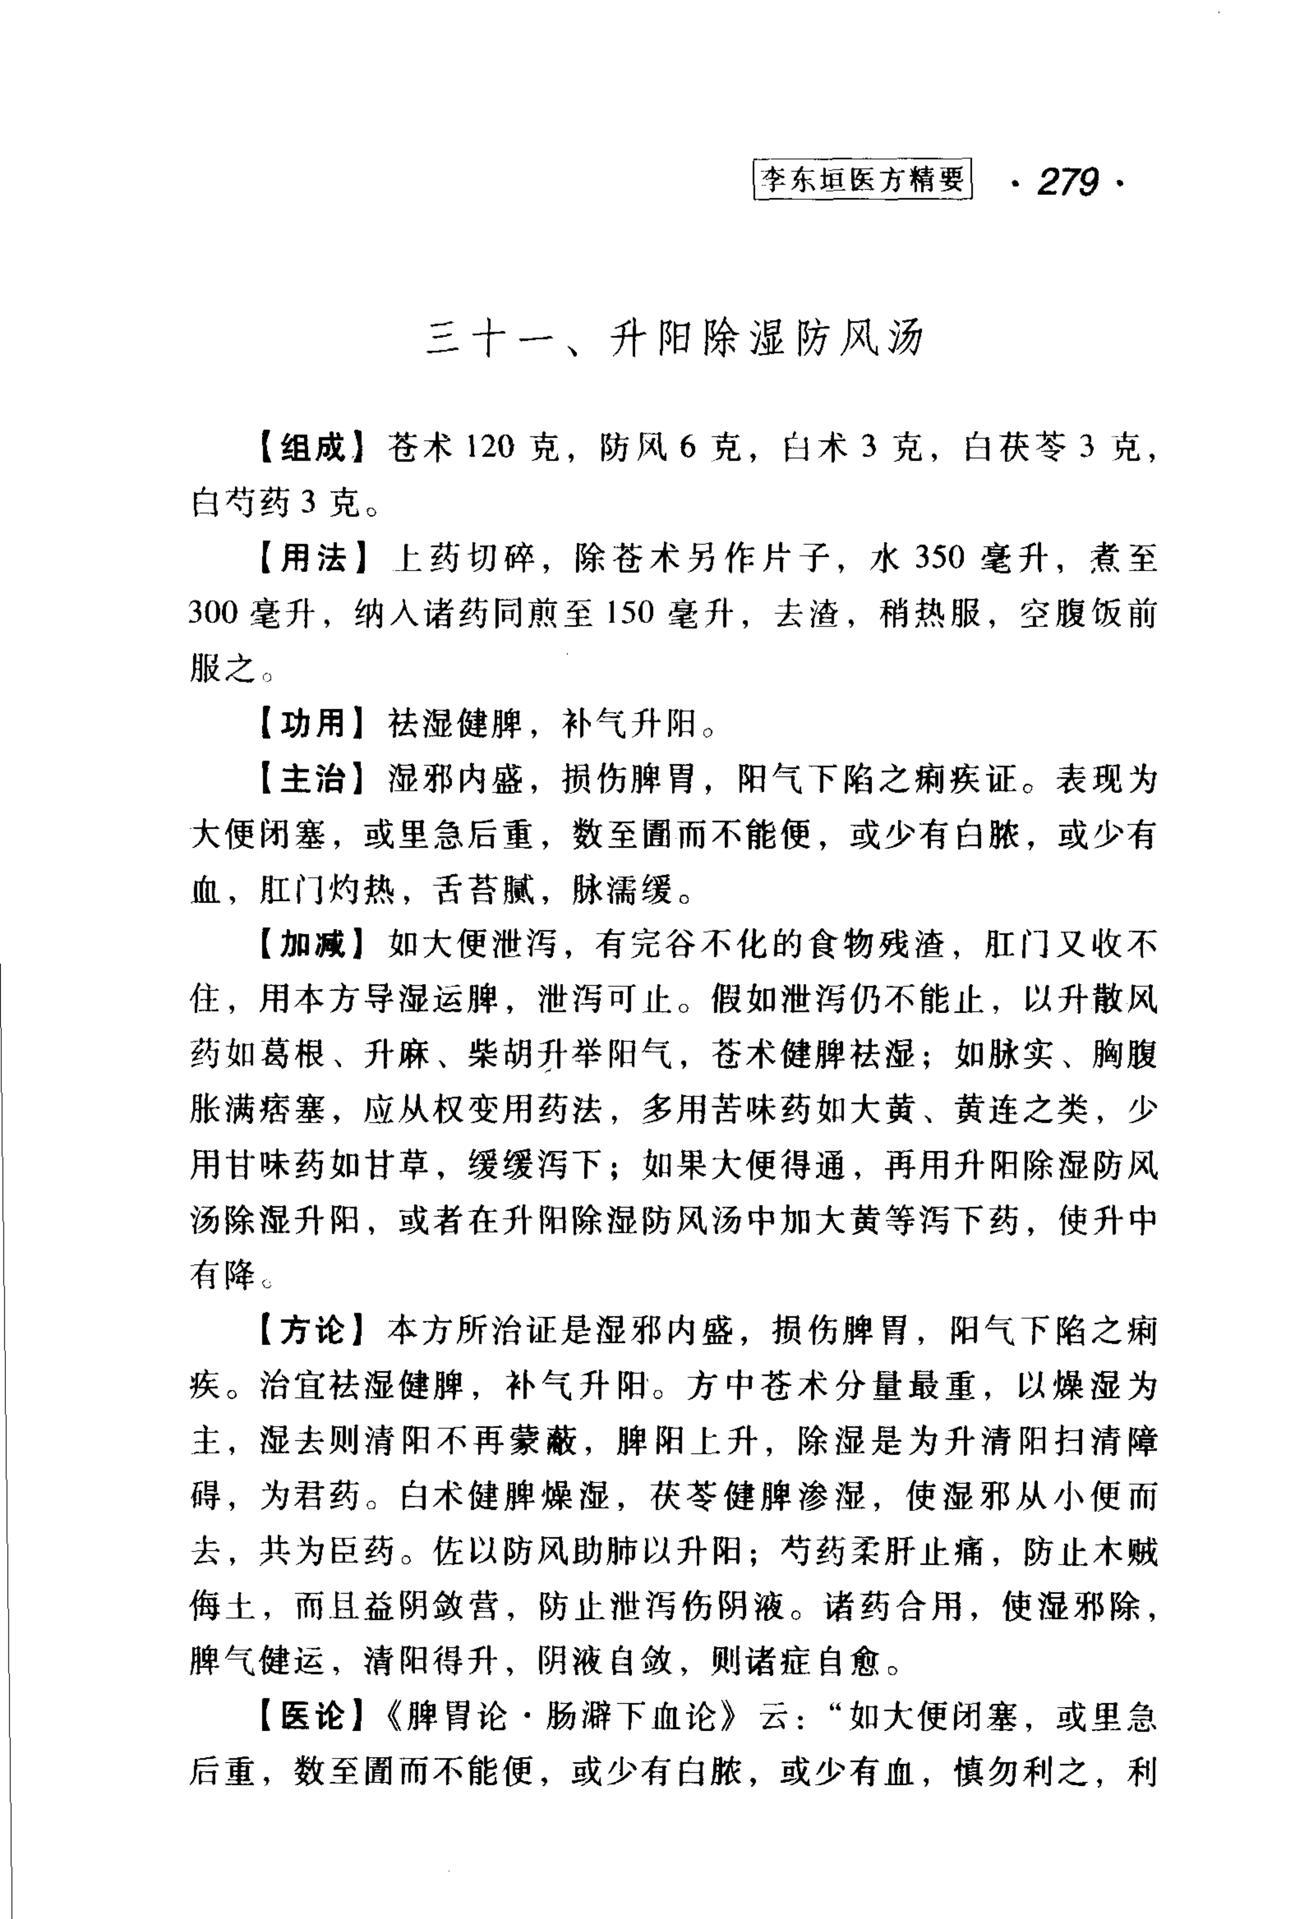 李东垣医方精要 · 279 ·
三十一、升阳除湿防风汤
【组成】苍术120克，防风6克，白术3克，白茯苓3克，
白芍药3克。
【用法】上药切碎，除苍术另作片子，水350毫升，煮至
300毫升，纳入诸药同煎至150毫升，去渣，稍热服，空腹饭前
服之。
【功用】祛湿健脾，补气升阳。
【主治】湿邪内盛，损伤脾胃，阳气下陷之痢疾证。表现为
大便闭塞，或里急后重，数至圊而不能便，或少有白脓，或少有
血，肛门灼热，舌苔腻，脉濡缓。
【加减】如大便泄泻，有完谷不化的食物残渣，肛门又收不
住，用本方导湿运脾，泄泻可止。假如泄泻仍不能止，以升散风
药如葛根、升麻、柴胡升举阳气，苍术健脾祛湿；如脉实、胸腹
胀满痞塞，应从权变用药法，多用苦味药如大黄、黄连之类，少
用甘味药如甘草，缓缓泻下；如果大便得通，再用升阳除湿防风
汤除湿升阳，或者在升阳除湿防风汤中加大黄等泻下药，使升中
有降。
【方论】本方所治证是湿邪内盛，损伤脾胃，阳气下陷之痢
疾。治宜祛湿健脾，补气升阳。方中苍术分量最重，以燥湿为
主，湿去则清阳不再蒙蔽，脾阳上升，除湿是为升清阳扫清障
碍，为君药。白术健脾燥湿，茯苓健脾渗湿，使湿邪从小便而
去，共为臣药。佐以防风助肺以升阳；芍药柔肝止痛，防止木贼
侮土，而且益阴敛营，防止泄泻伤阴液。诸药合用，使湿邪除，
脾气健运，清阳得升，阴液自敛，则诸症自愈。
【医论】《脾胃论·肠澼下血论》云：“如大便闭塞，或里急
后重，数至圊而不能便，或少有白脓，或少有血，慎勿利之，利